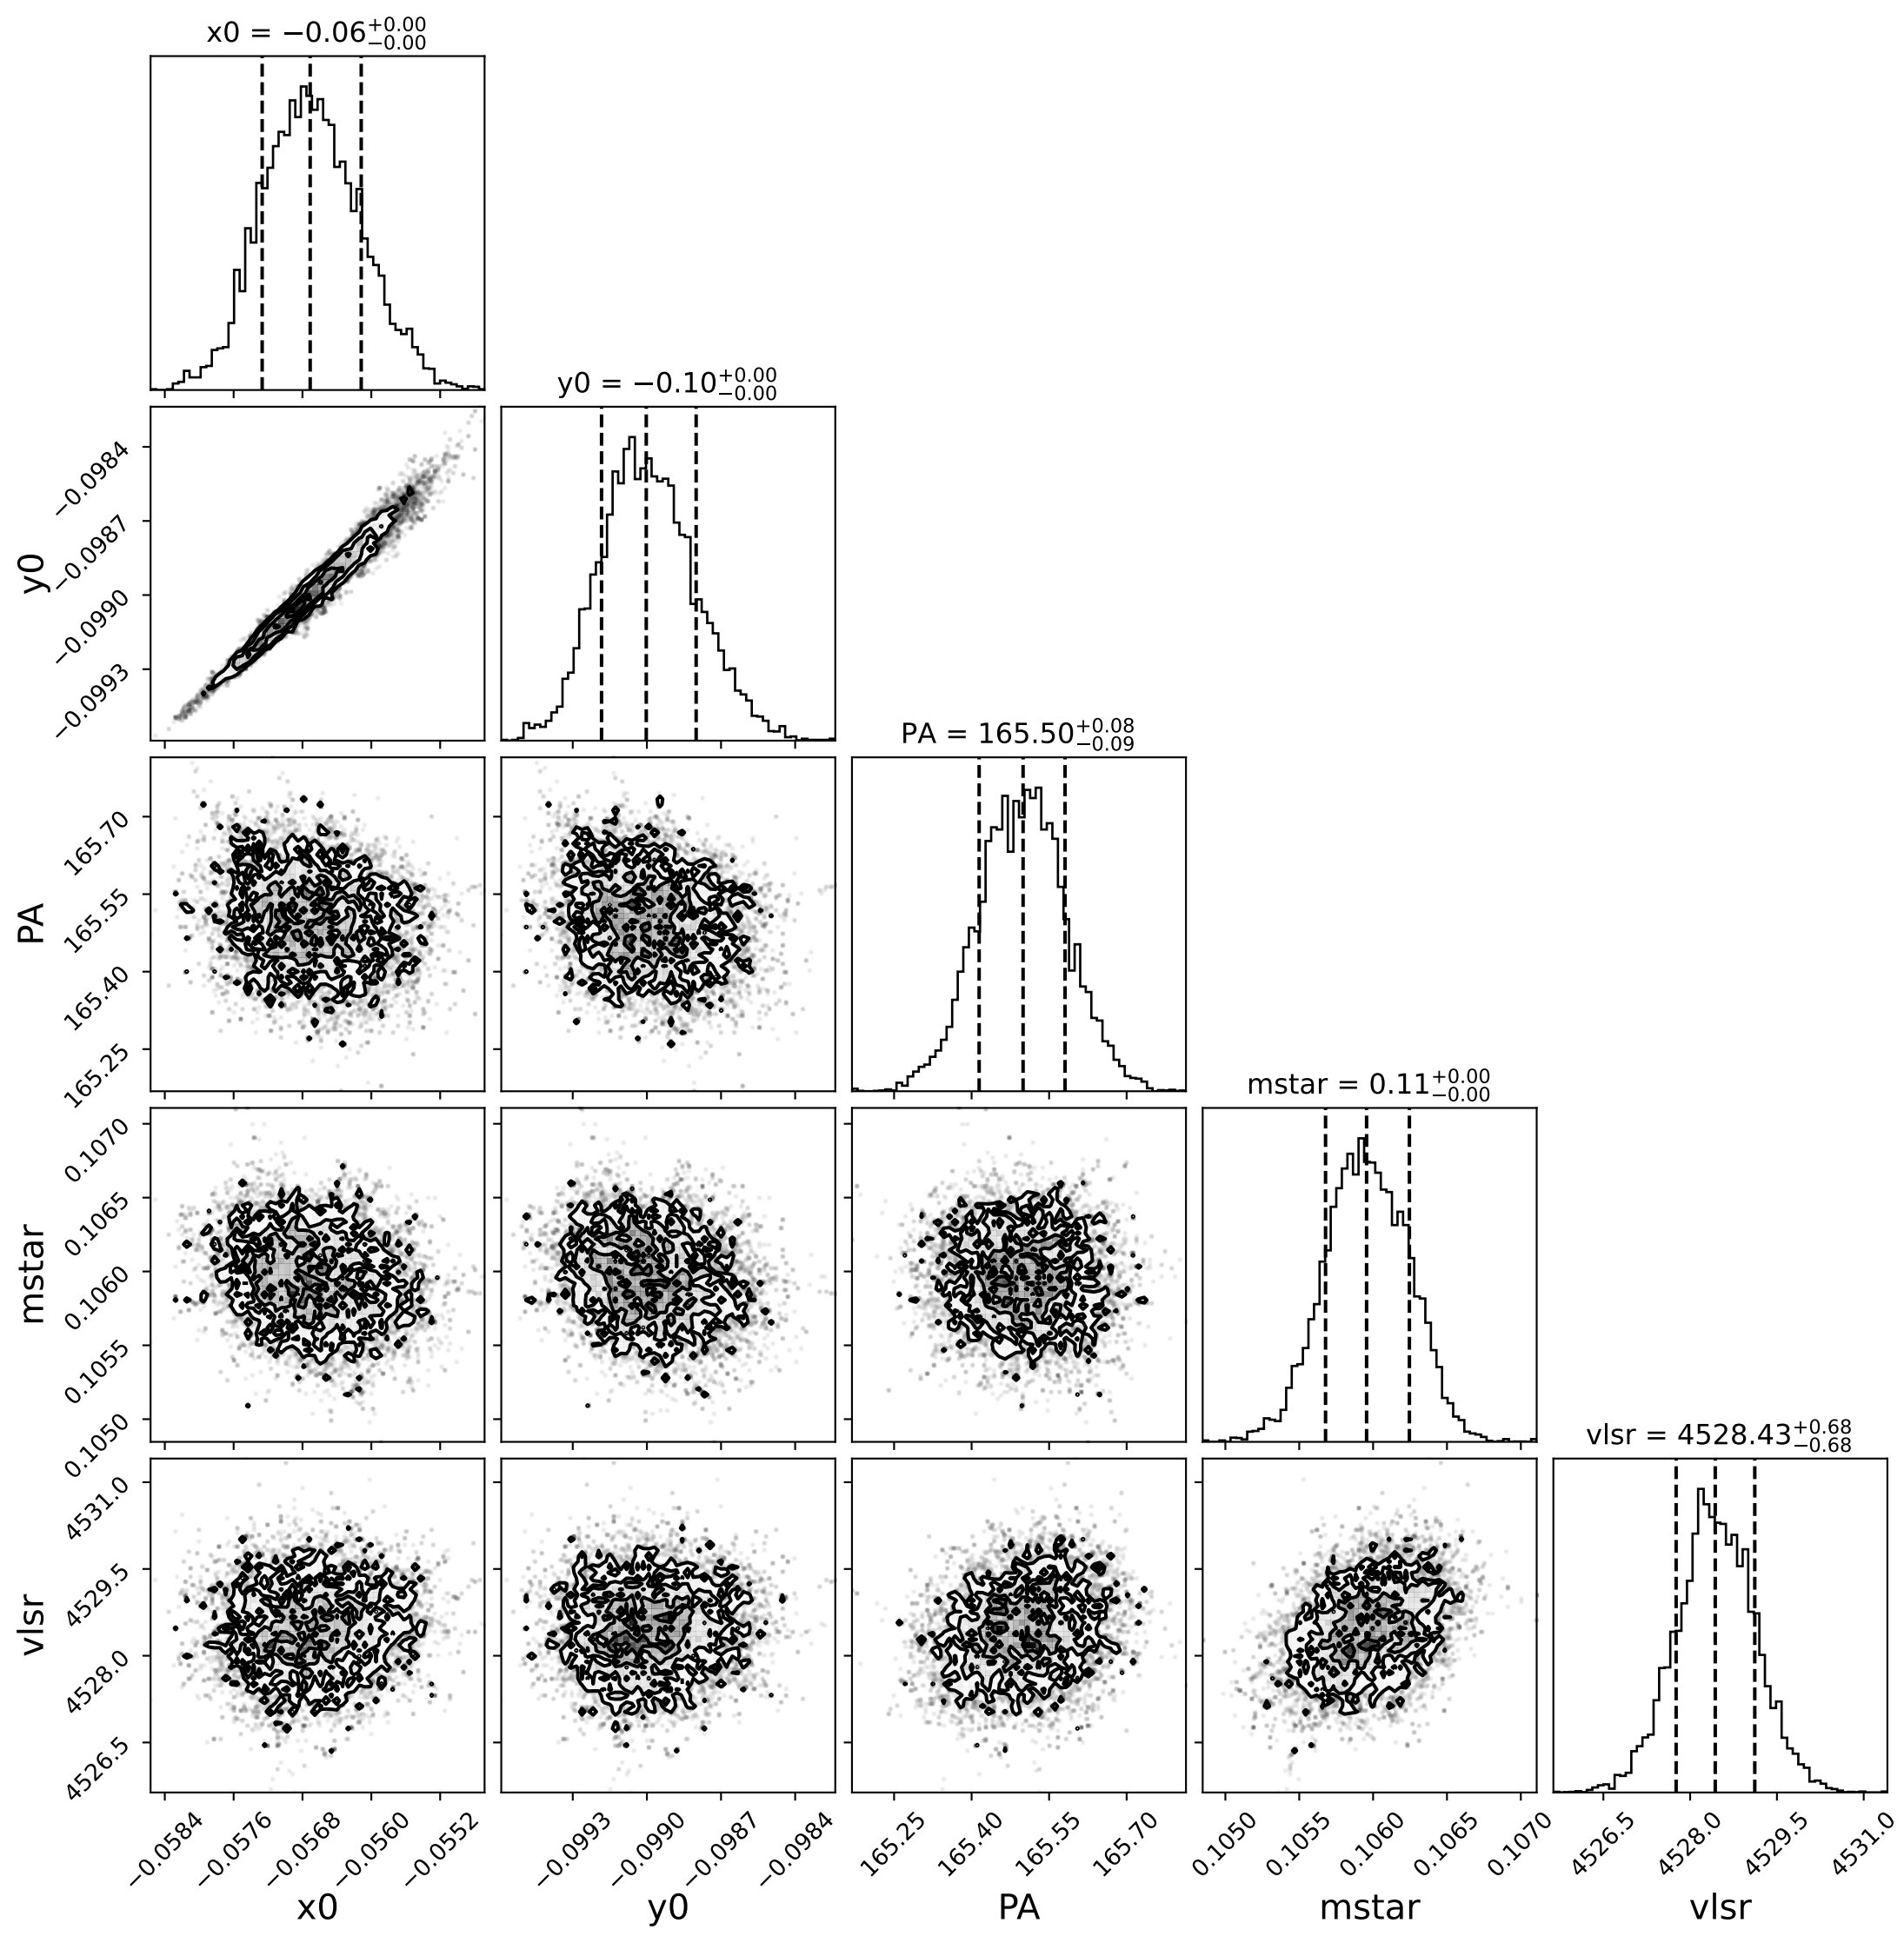 x0 = −0.06 +0.00 −0.00
y0 = −0.10 +0.00 −0.00
−0.0984
−0.0987
−0.0990
−0.0993
y0
PA = 165.50 +0.08 −0.09
165.70
165.55
165.40
165.25
PA
mstar = 0.11 +0.00 −0.00
0.1070
0.1065
0.1060
0.1055
0.1050
mstar
vlsr = 4528.43 +0.68 −0.68
4531.0
4529.5
4528.0
4526.5
vlsr
−0.0584 −0.0576 −0.0568 −0.0560 −0.0552 −0.0993 −0.0990 −0.0987 −0.0984 165.25 165.40 165.55 165.70 0.1050 0.1055 0.1060 0.1065 0.1070 4526.5 4528.0 4529.5 4531.0
x0 y0 PA mstar vlsr